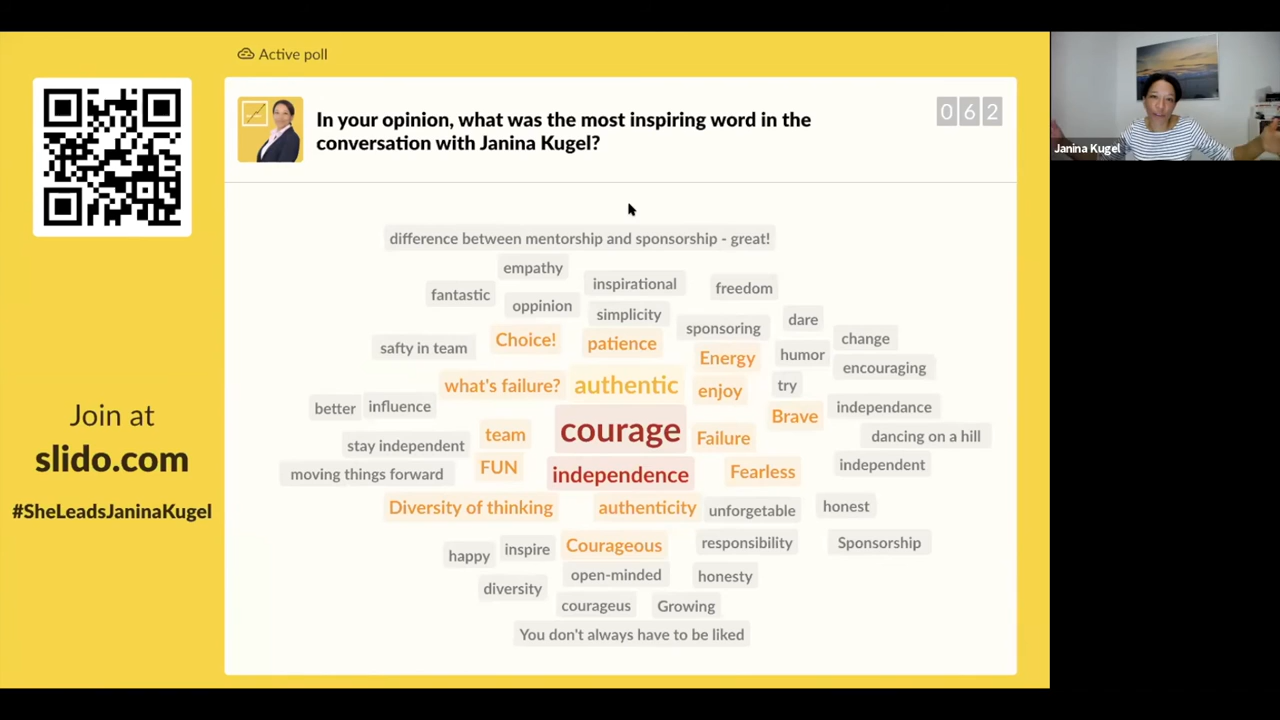 Active poll
In your opinion, what was the most inspiring word in the
conversation with Janina Kugel?
062
Janina Kugel
difference between mentorship and sponsorship - great!
empathy
inspirational
freedom
fantastic
oppinion
simplicity
sponsoring
dare
safty in team
Choice!
patience
Energy
humor
change
encouraging
what's failure?
authentic
enjoy
try
better
influence
Brave
independance
courage
stay independent
team
Failure
dancing on a hill
moving things forward
FUN
independence
Fearless
independent
Diversity of thinking
authenticity
unforgetable
honest
happy
inspire
Courageous
responsibility
Sponsorship
diversity
open-minded
honesty
courageus
Growing
You don't always have to be liked
Join at
slido.com
#SheLeadsJaninaKugel